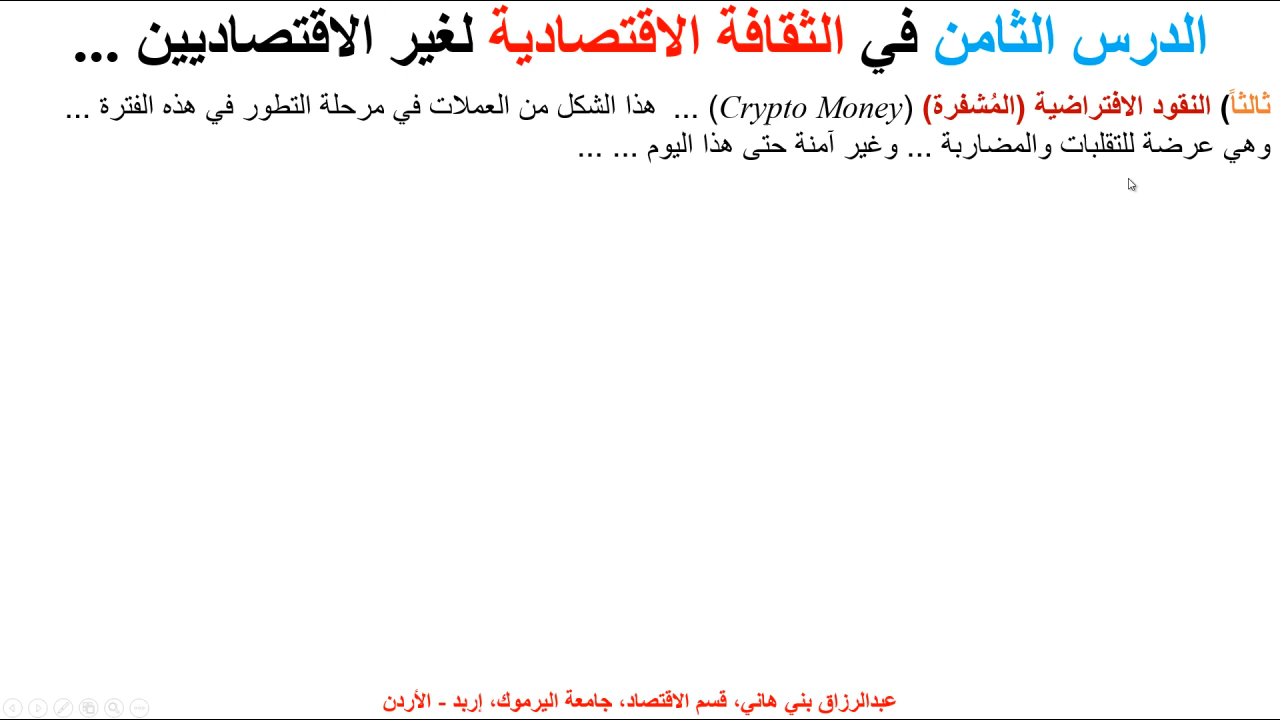 الدرس الثامن في الثقافة الاقتصادية لغير الاقتصاديين ...
ثالثاً) النقود الافتراضية (المُشفرة) (Crypto Money) ... هذا الشكل من العملات في مرحلة التطور في هذه الفترة ...
وهي عرضة للتقلبات والمضاربة ... وغير آمنة حتى هذا اليوم ... ...
عبدالرزاق بني هاني، قسم الاقتصاد، جامعة اليرموك، إربد - الأردن